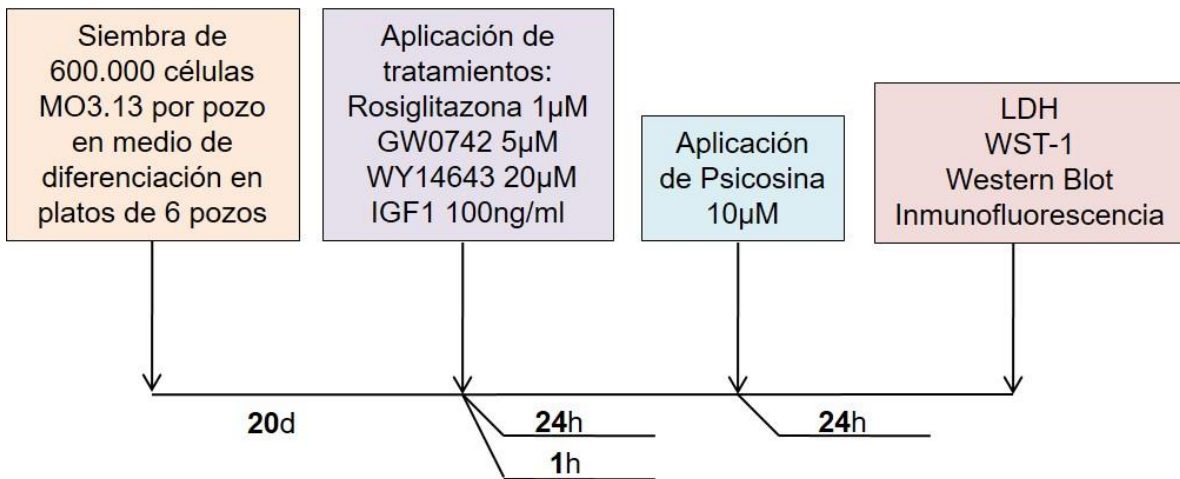 Siembra de
600.000 células
MO3.13 por pozo
en medio de
diferenciación en
platos de 6 pozos
Aplicación de
tratamientos:
Rosiglitazona 1µM
GW0742 5µM
WY14643 20µM
IGF1 100ng/ml
Aplicación
de Psicosina
10µM
LDH
WST-1
Western Blot
Inmunofluorescencia
20d
24h
1h
24h